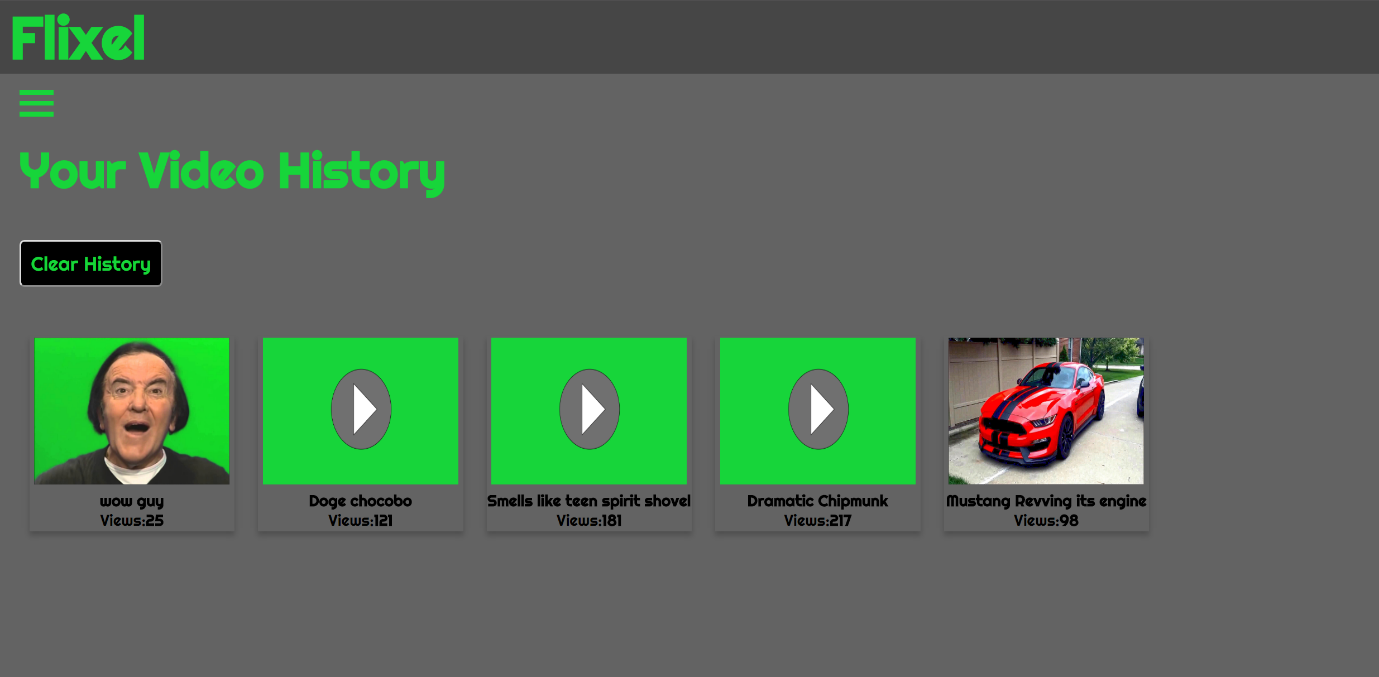 Flixel
Your Video History
Clear History
wow guy
Views:25
Doge chocobo
Views:121
Smells like teen spirit shovel
Views:181
Dramatic Chipmunk
Views:217
Mustang Revving its engine
Views:98